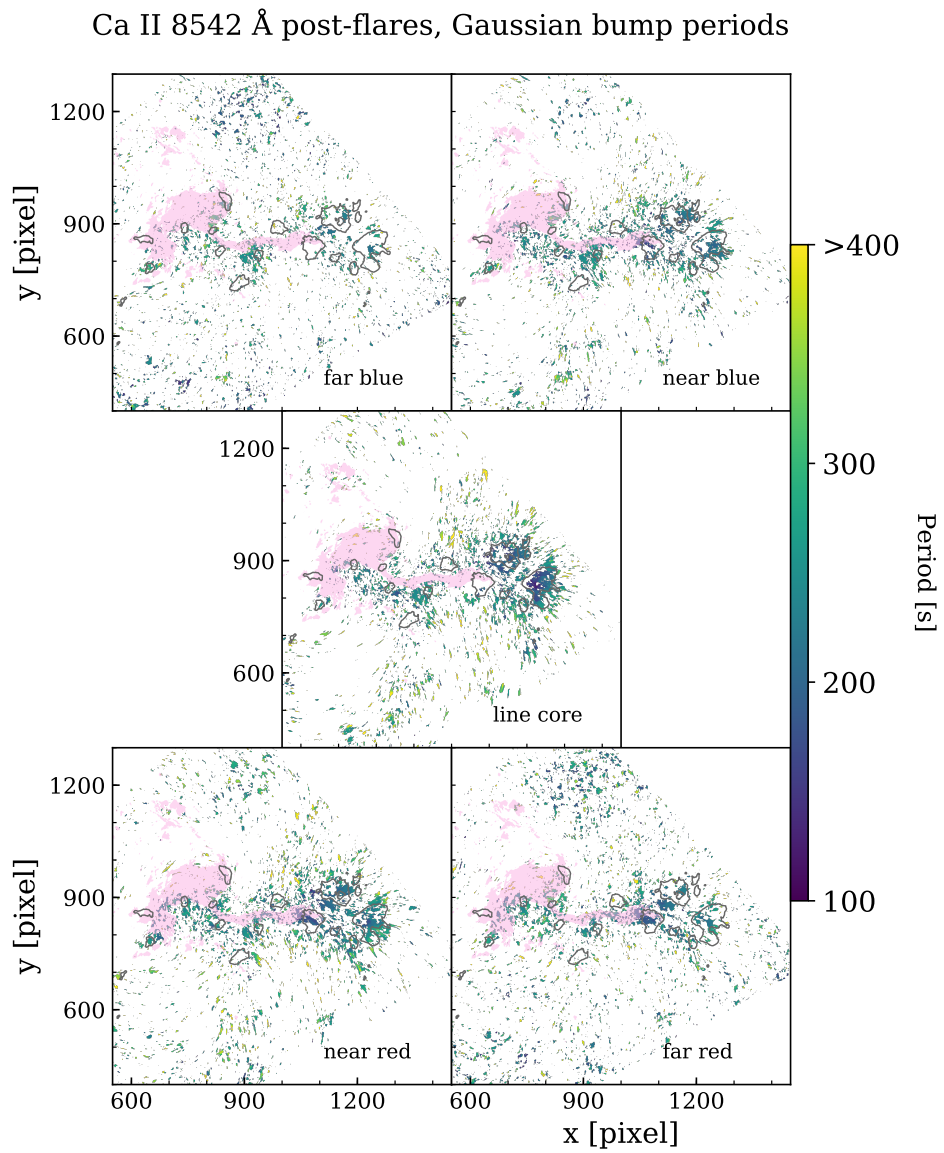 Ca II 8542 Å post-flares, Gaussian bump periods
1200
900
600
y [pixel]
far blue
near blue
>400
300
200
100
Period [s]
1200
900
600
line core
1200
900
600
y [pixel]
near red
far red
600 900 1200 600 900 1200
x [pixel]